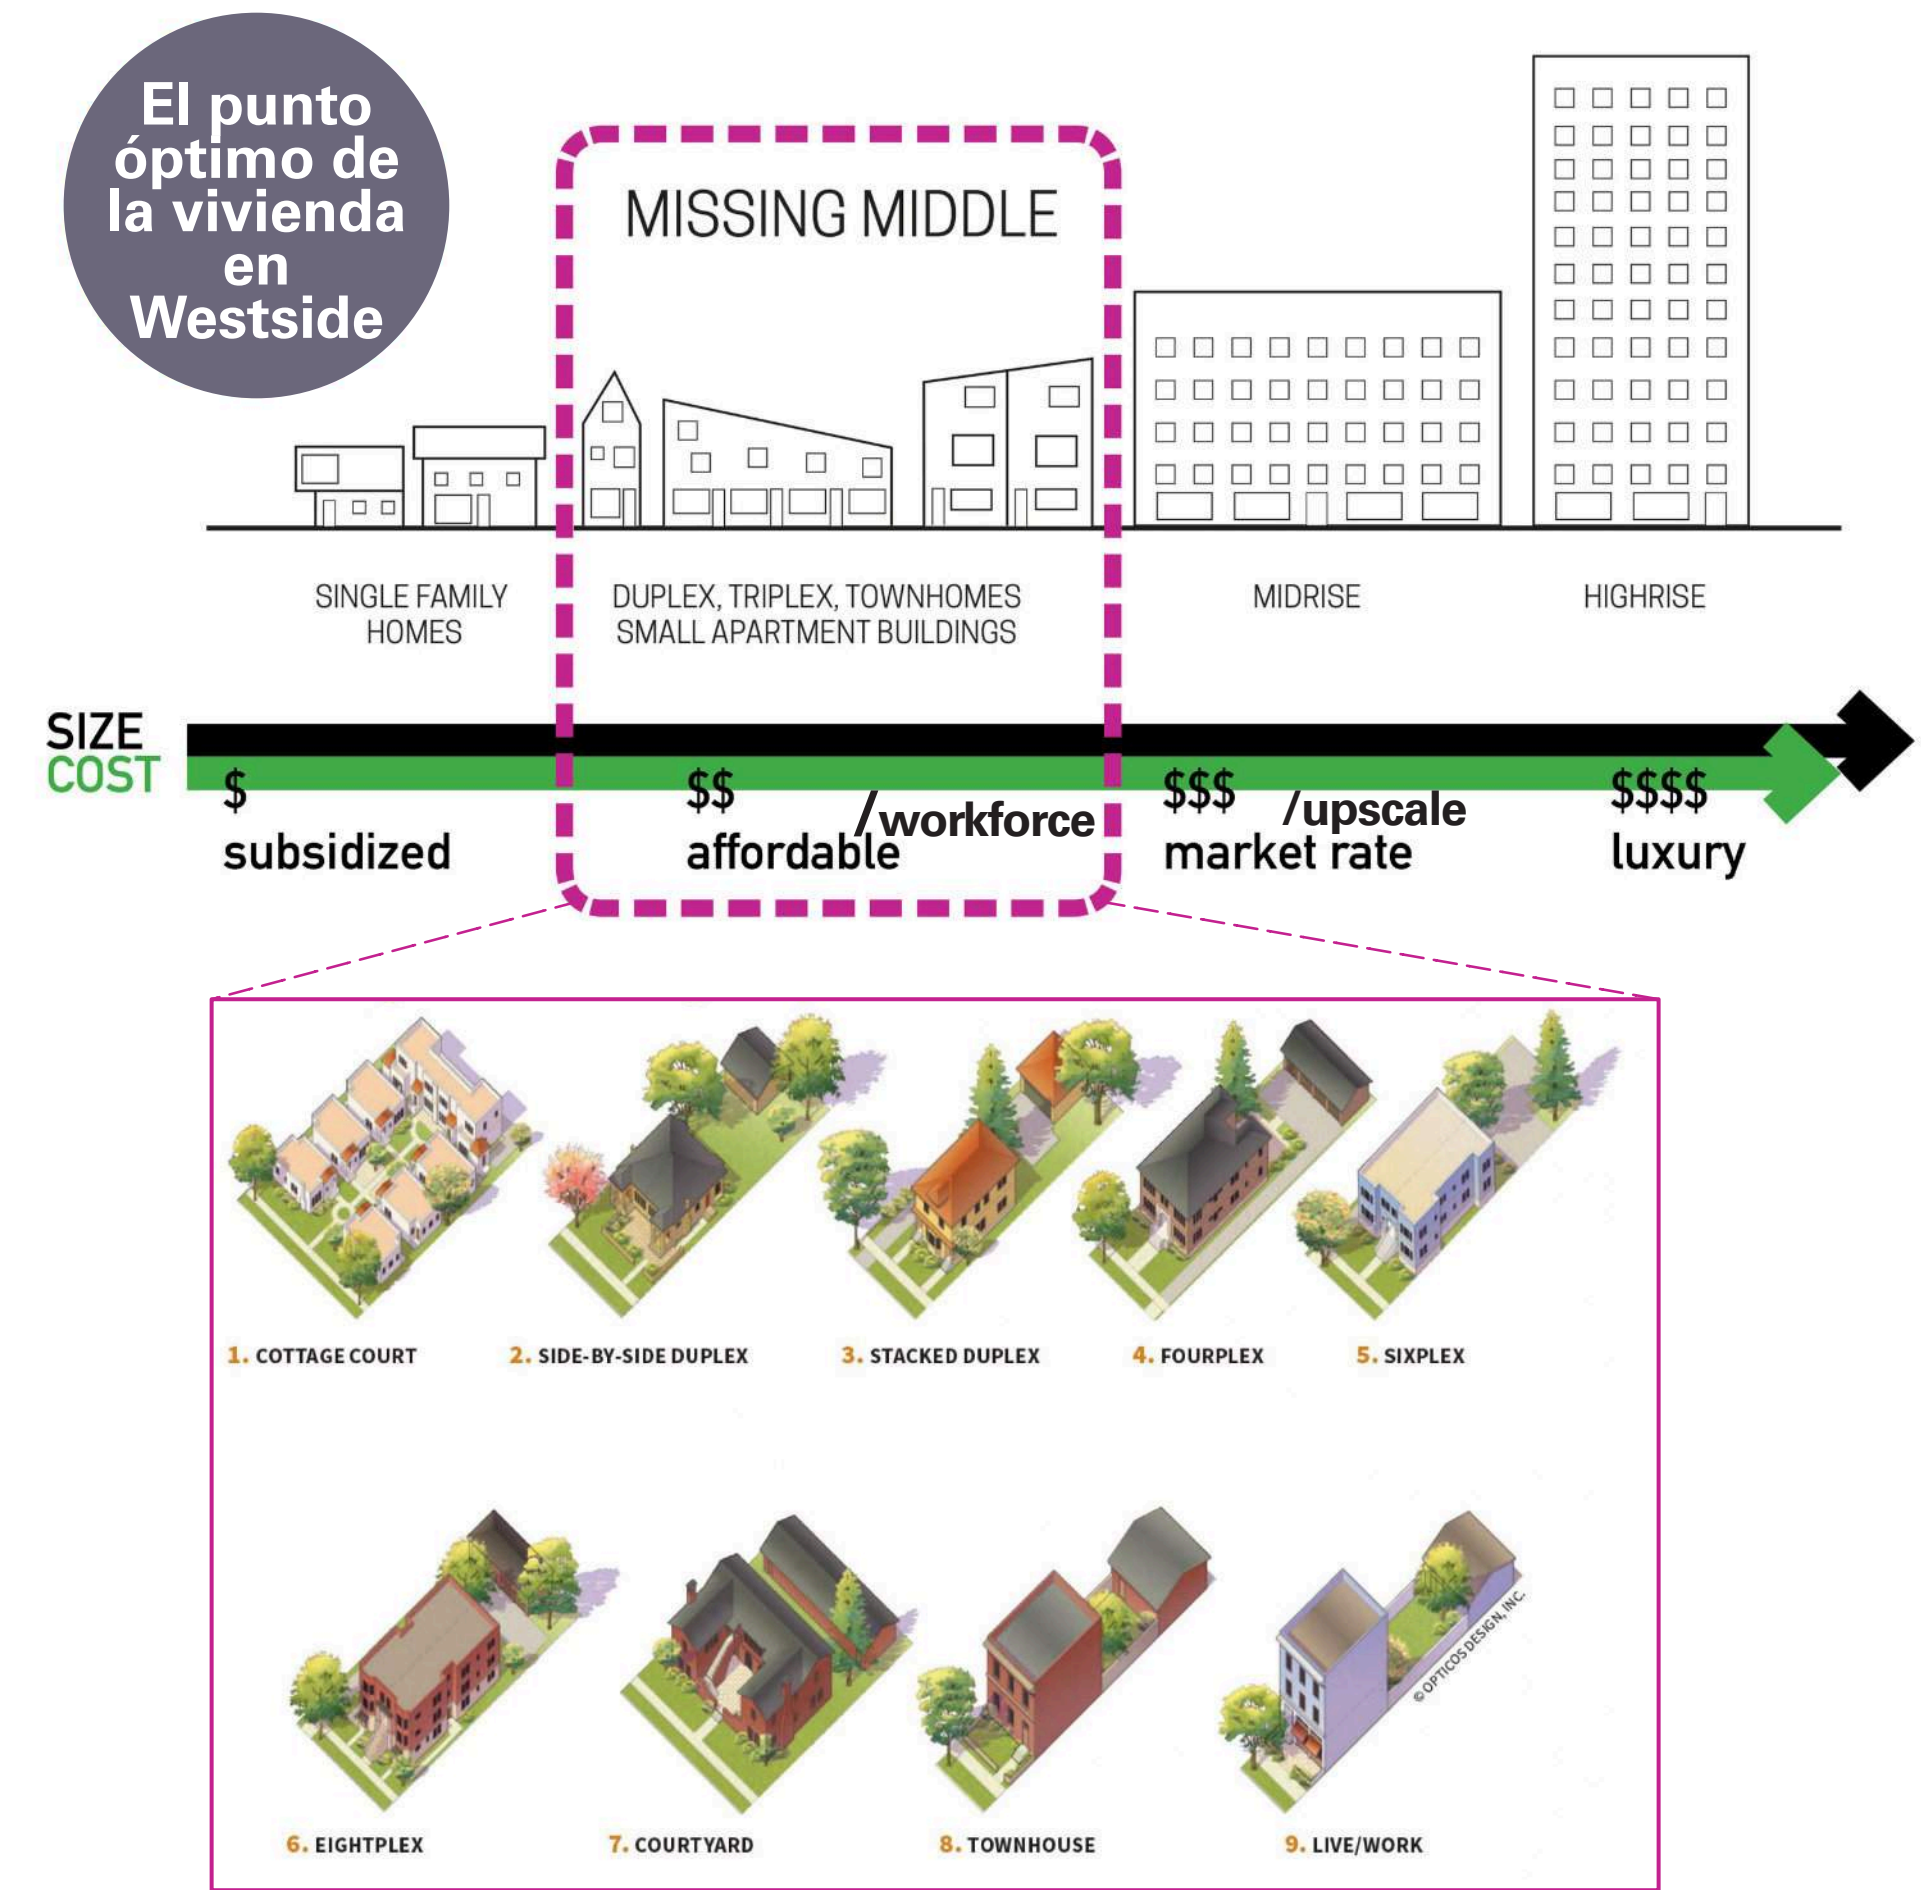 El punto
óptimo de
la vivienda
en
Westside
MISSING MIDDLE
SINGLE FAMILY
HOMES
DUPLEX, TRIPLEX, TOWNHOMES
SMALL APARTMENT BUILDINGS
MIDRISE
HIGHRISE
SIZE
COST
$
subsidized
$$
affordable
/workforce
$$$
market rate
/upscale
$$$$
luxury
1. COTTAGE COURT
2. SIDE-BY-SIDE DUPLEX
3. STACKED DUPLEX
4. FOURPLEX
5. SIXPLEX
6. EIGHTPLEX
7. COURTYARD
8. TOWNHOUSE
9. LIVE/WORK
© OPTICOS DESIGN, INC.